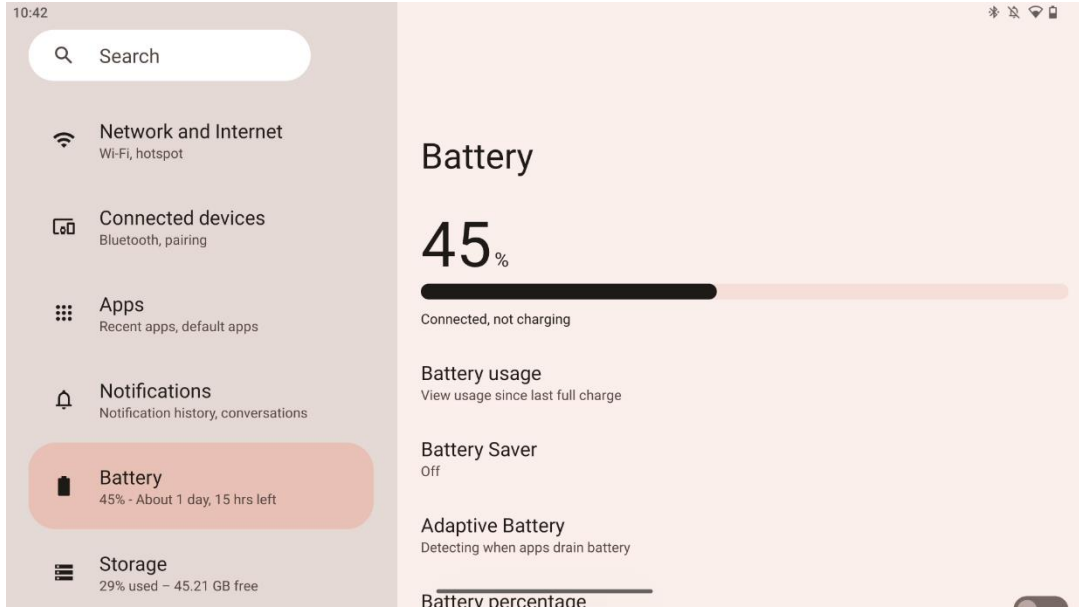 10:42
Search
Network and Internet
Wi-Fi, hotspot
Connected devices
Bluetooth, pairing
Apps
Recent apps, default apps
Notifications
Notification history, conversations
Battery
45% - About 1 day, 15 hrs left
Storage
29% used – 45.21 GB free
Battery
45%
Connected, not charging
Battery usage
View usage since last full charge
Battery Saver
Off
Adaptive Battery
Detecting when apps drain battery
Battery percentage